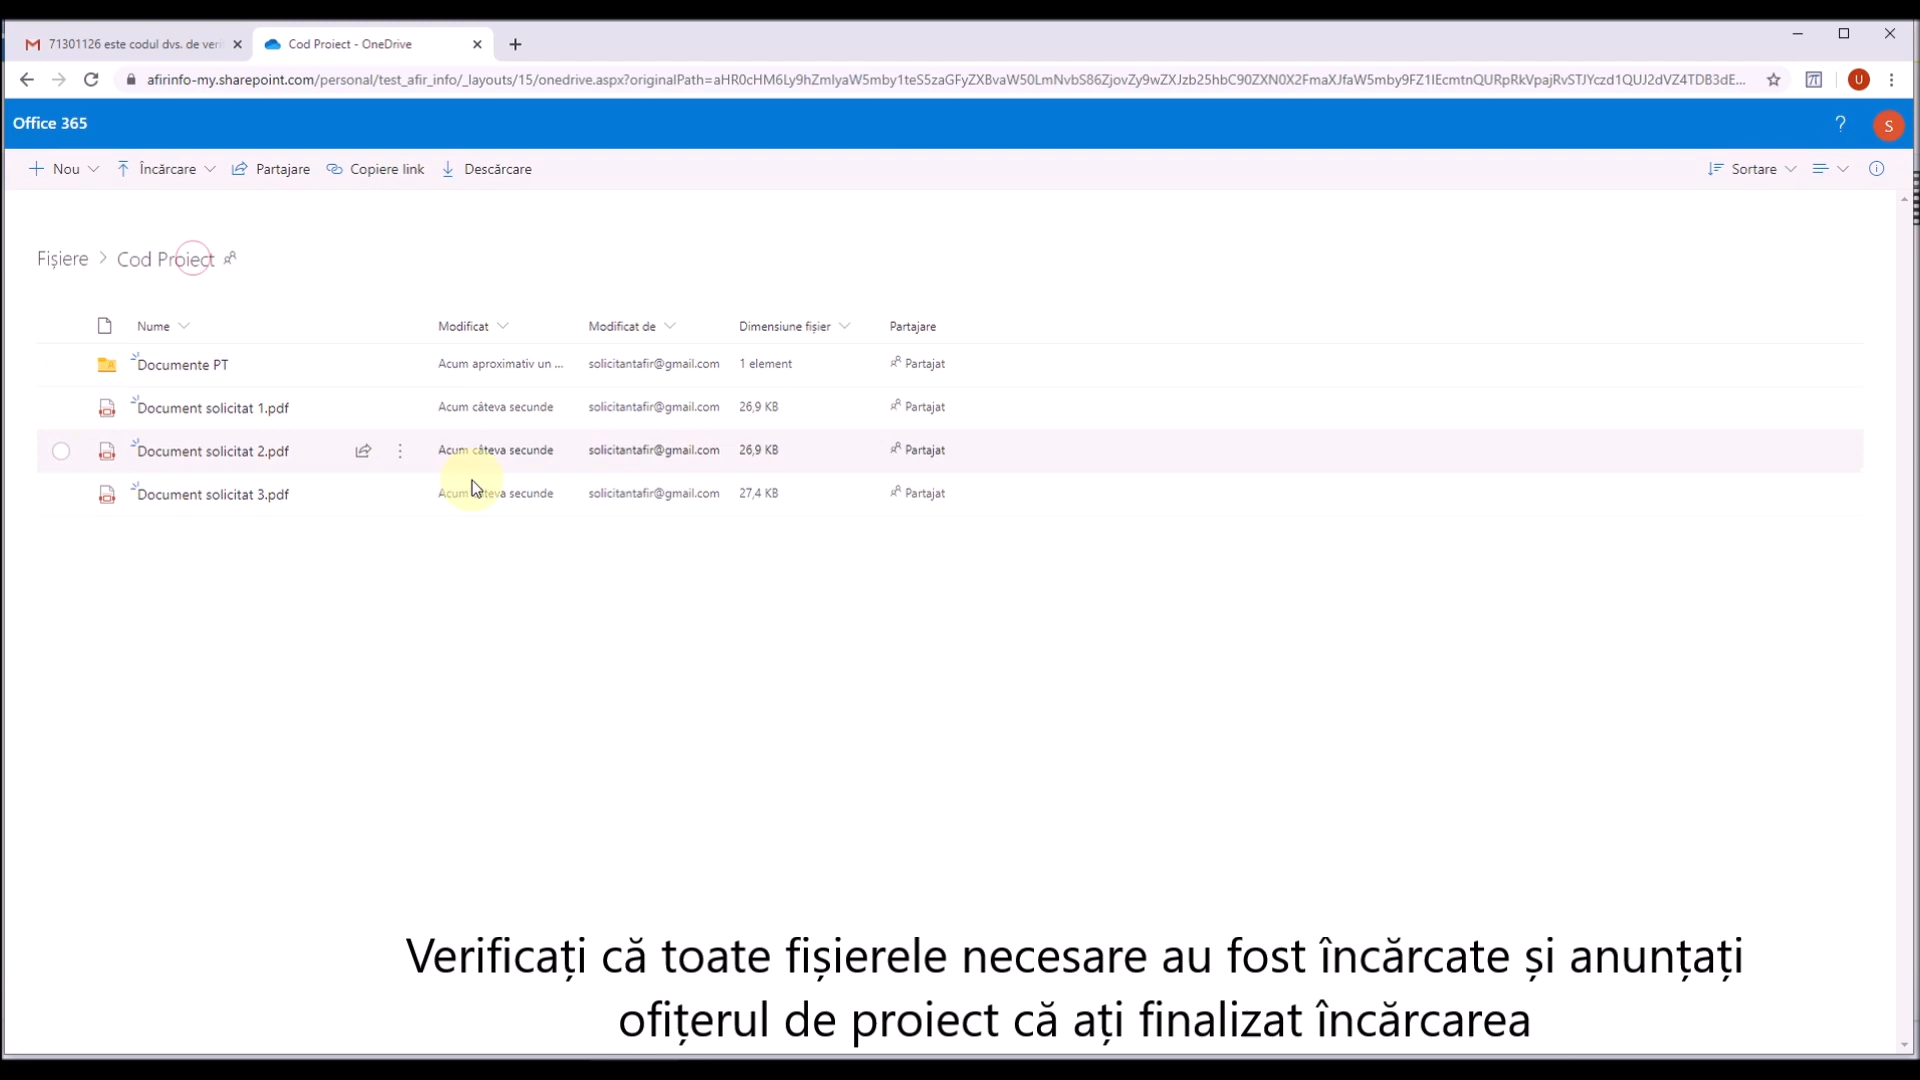 71301126 este codul dvs. de veri
Cod Proiect - OneDrive
afirinfo-my.sharepoint.com/personal/test_afir_info/_layouts/15/onedrive.aspx?originalPath=
U
Office 365
?
S
Nou
Încărcare
Partajare
Copiere link
Descărcare
Sortare
Fișiere > Cod Proiect
Nume Modificat Modificat de Dimensiune fișier Partajare
Documente PT Acum aproximativ un ... solicitantafir@gmail.com 1 element Partajat
Document solicitat 1.pdf Acum câteva secunde solicitantafir@gmail.com 26,9 KB Partajat
Document solicitat 2.pdf Acum câteva secunde solicitantafir@gmail.com 26,9 KB Partajat
Document solicitat 3.pdf Acum câteva secunde solicitantafir@gmail.com 27,4 KB Partajat
Verificați că toate fișierele necesare au fost încărcate și anunțați
ofițerul de proiect că ați finalizat încărcarea